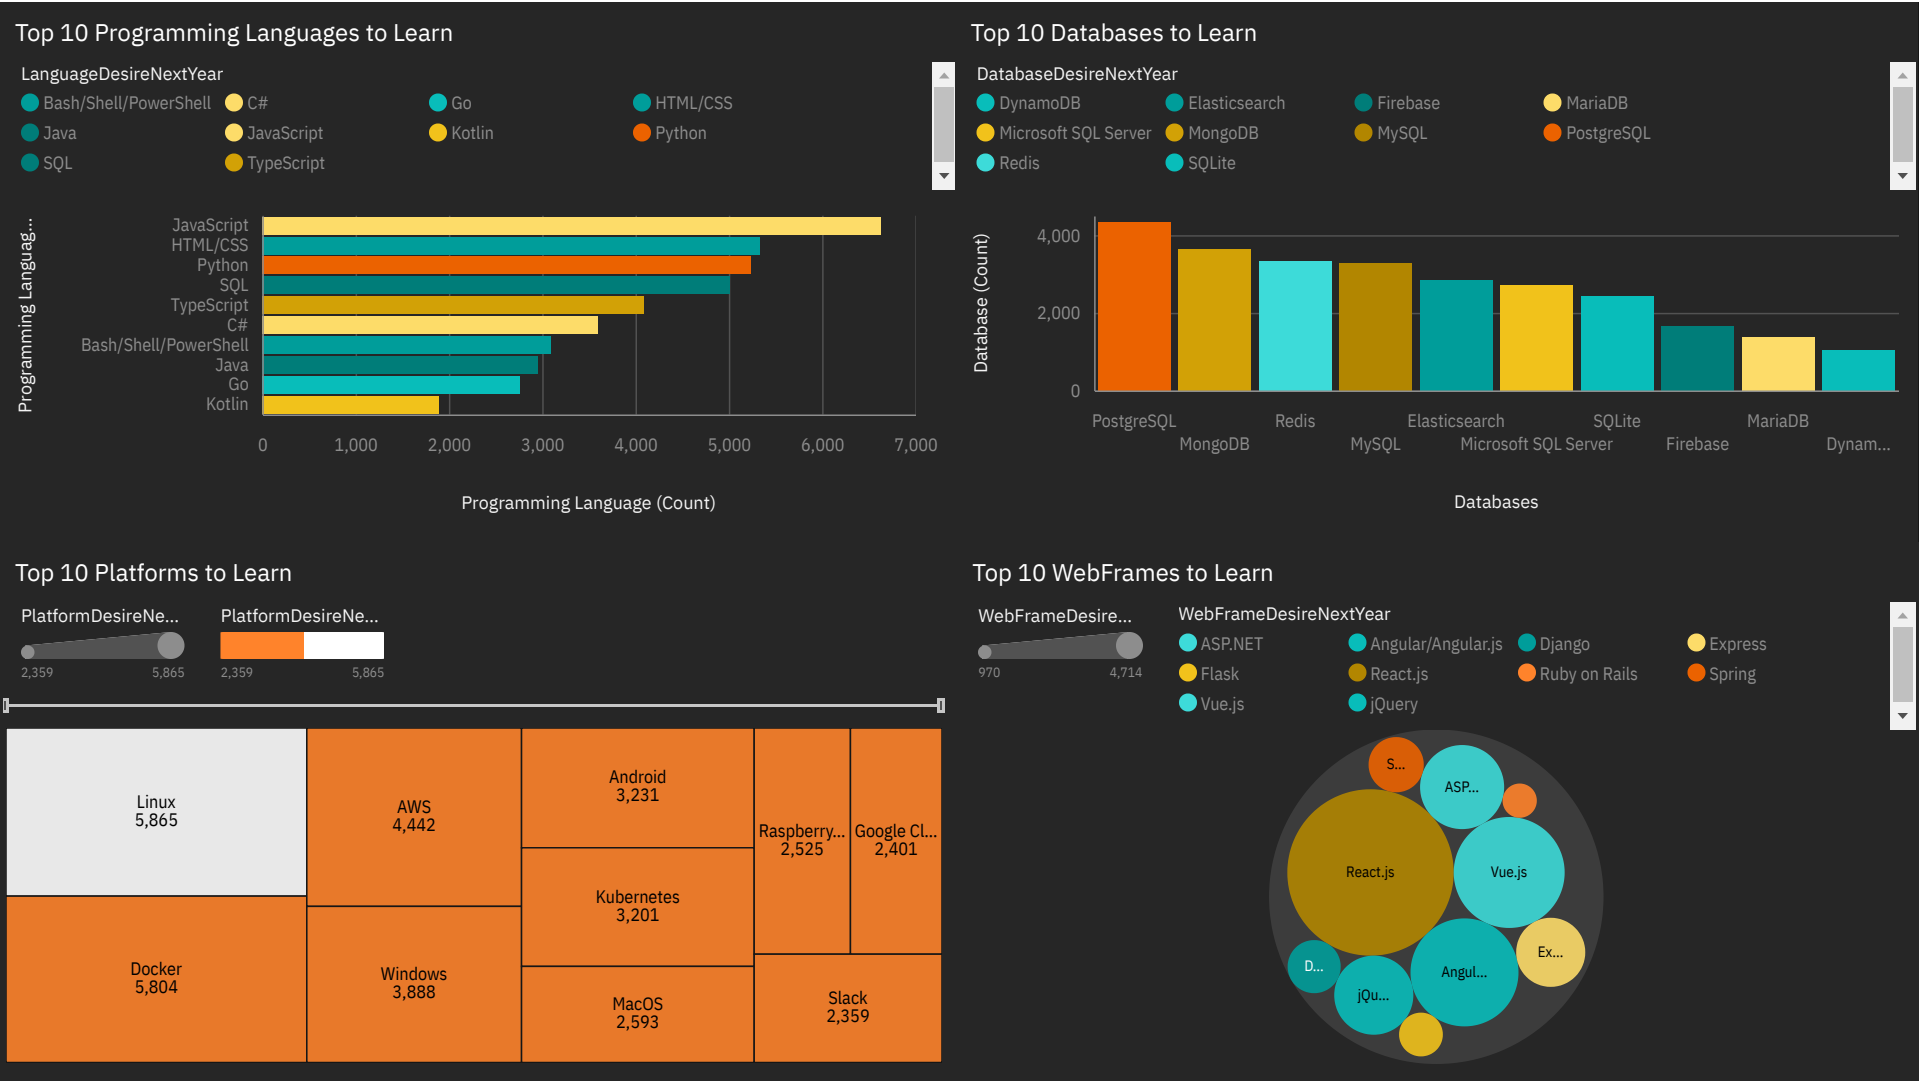 Top 10 Programming Languages to Learn
LanguageDesireNextYear
Bash/Shell/PowerShell C# Go HTML/CSS
Java JavaScript Kotlin Python
SQL TypeScript
Programming Languag...
JavaScript
HTML/CSS
Python
SQL
TypeScript
C#
Bash/Shell/PowerShell
Java
Go
Kotlin
0 1,000 2,000 3,000 4,000 5,000 6,000 7,000
Programming Language (Count)
Top 10 Databases to Learn
DatabaseDesireNextYear
DynamoDB Elasticsearch Firebase MariaDB
Microsoft SQL Server MongoDB MySQL PostgreSQL
Redis SQLite
Database (Count)
4,000
2,000
0
PostgreSQL Redis Elasticsearch SQLite MariaDB
MongoDB MySQL Microsoft SQL Server Firebase Dynam...
Databases
Top 10 Platforms to Learn
PlatformDesireNe... PlatformDesireNe...
2,359 5,865 2,359 5,865
Linux
5,865
Docker
5,804
AWS
4,442
Windows
3,888
Android
3,231
Kubernetes
3,201
MacOS
2,593
Raspberry...
2,525
Google Cl...
2,401
Slack
2,359
Top 10 WebFrames to Learn
WebFrameDesire...
970 4,714
WebFrameDesireNextYear
ASP.NET Angular/Angular.js Django Express
Flask React.js Ruby on Rails Spring
Vue.js jQuery
S...
ASP...
React.js
Vue.js
Ex...
D...
Angul...
jQu...